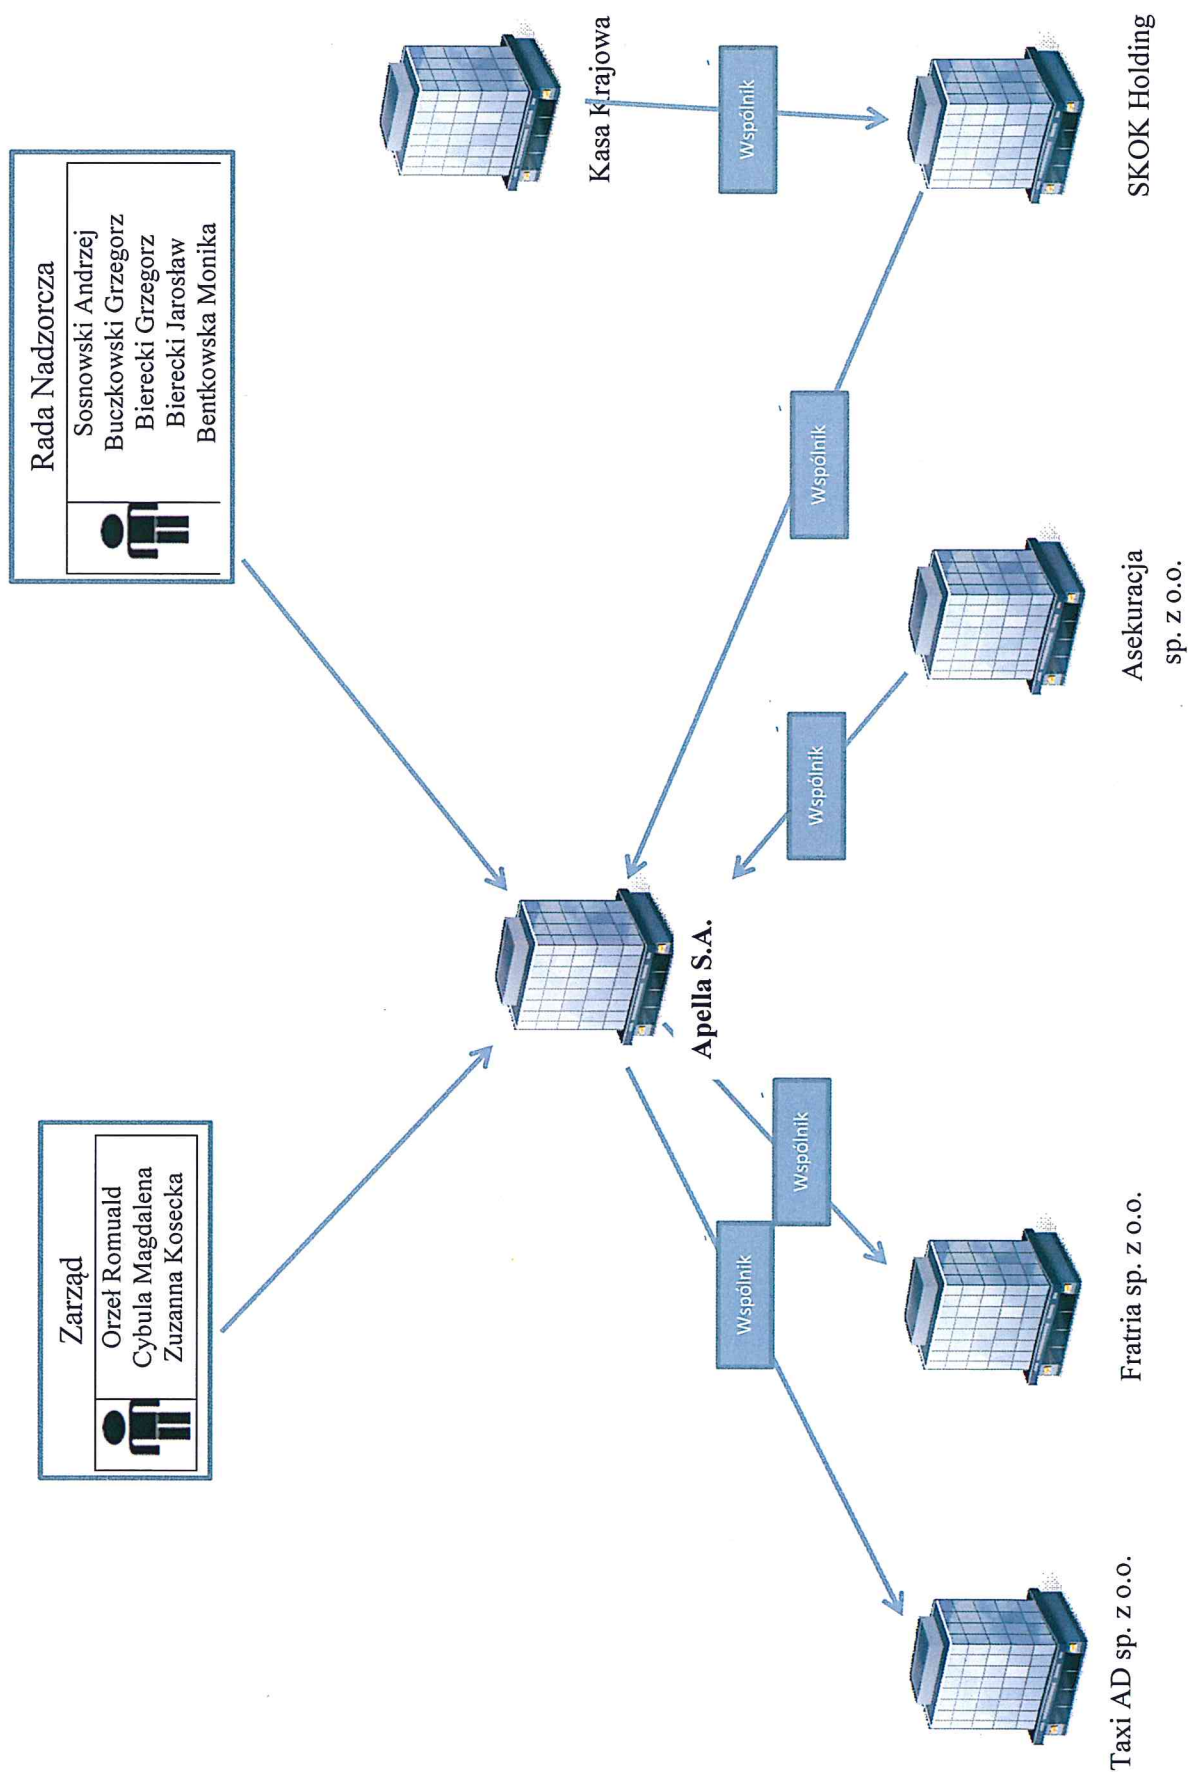 Zarząd
Orzeł Romuald
Cybula Magdalena
Zuzanna Kosecka
Rada Nadzorcza
Sosnowski Andrzej
Buczkowski Grzegorz
Bierecki Grzegorz
Bierecki Jarosław
Bentkowska Monika
Kasa Krajowa
Apella S.A.
Wspólnik
Wspólnik
Wspólnik
Wspólnik
Wspólnik
Taxi AD sp. z o.o.
Fratria sp. z o.o.
Asekuracja
sp. z o.o.
SKOK Holding